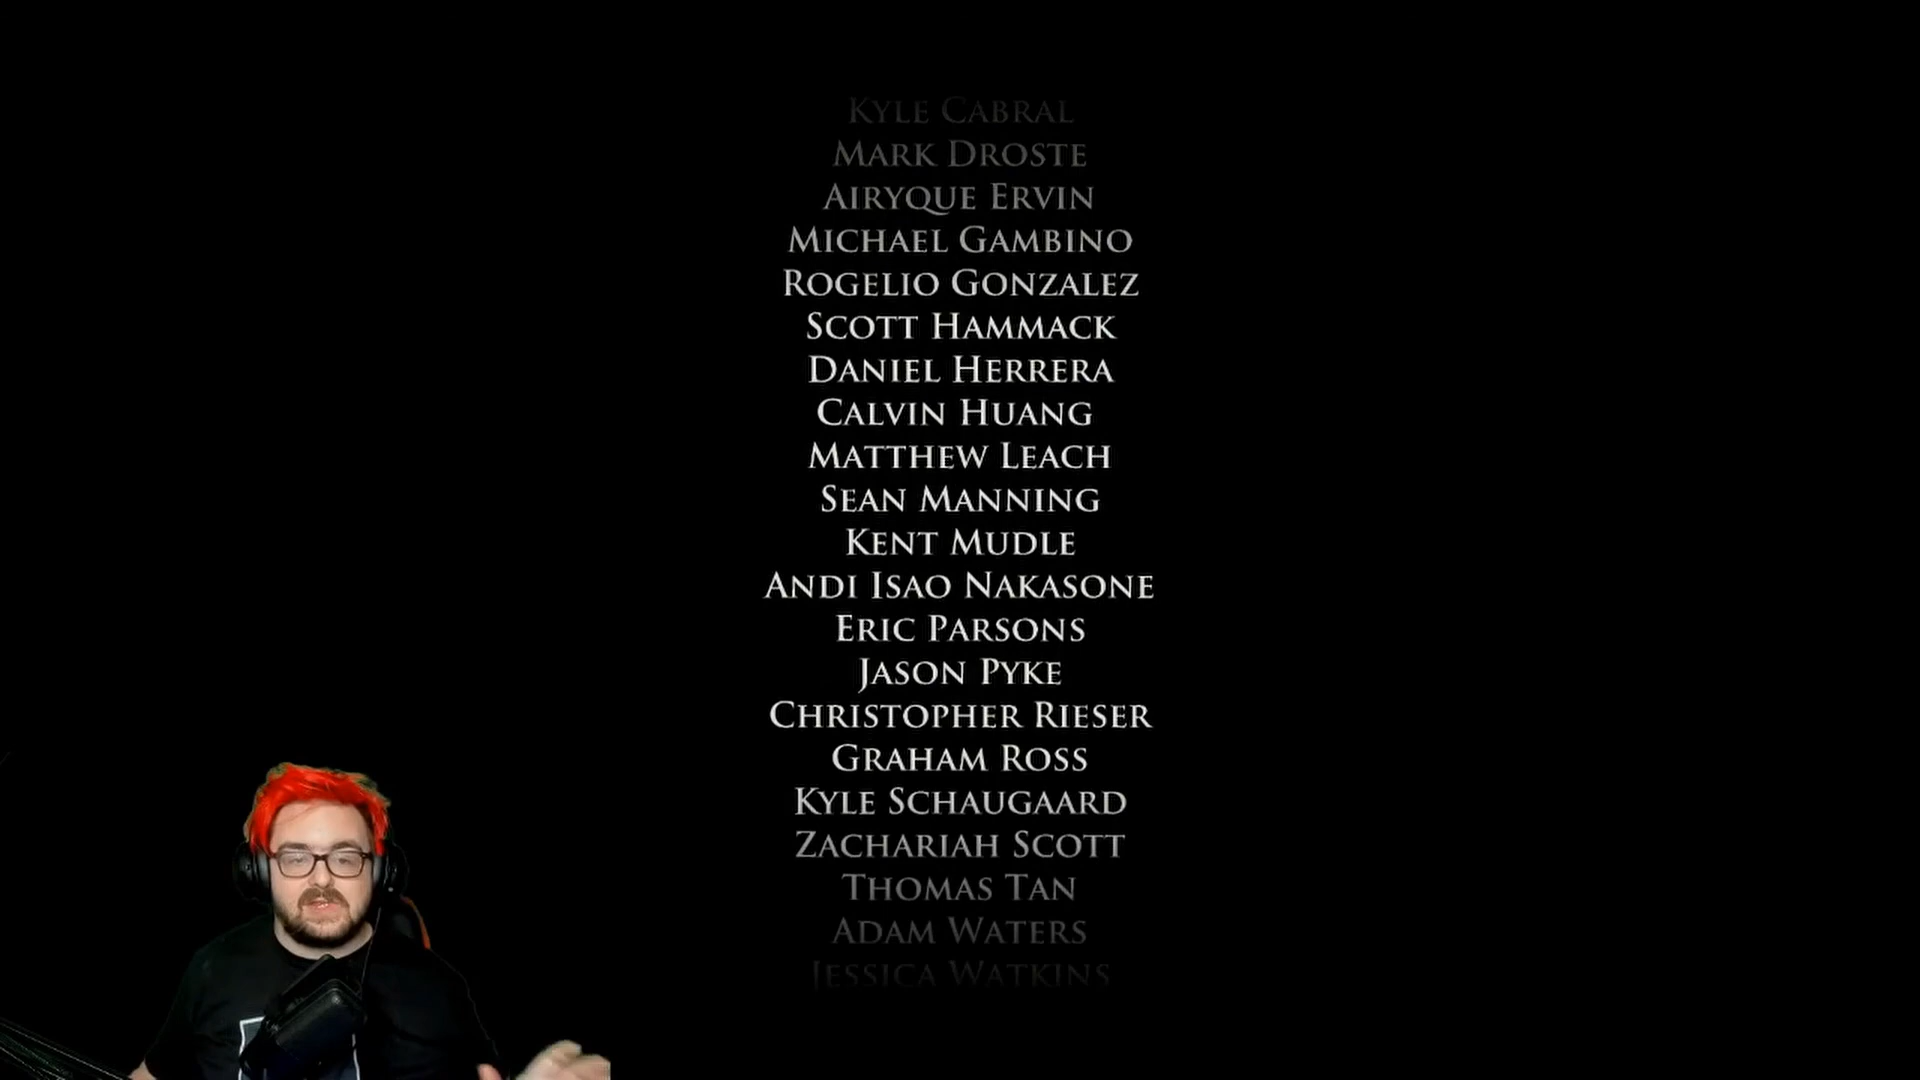 Kyle Cabral
Mark Droste
Airyque Ervin
Michael Gambino
Rogelio Gonzalez
Scott Hammack
Daniel Herrera
Calvin Huang
Matthew Leach
Sean Manning
Kent Mudle
Andi Isao Nakasone
Eric Parsons
Jason Pyke
Christopher Rieser
Graham Ross
Kyle Schaugaard
Zachariah Scott
Thomas Tan
Adam Waters
Jessica Watkins